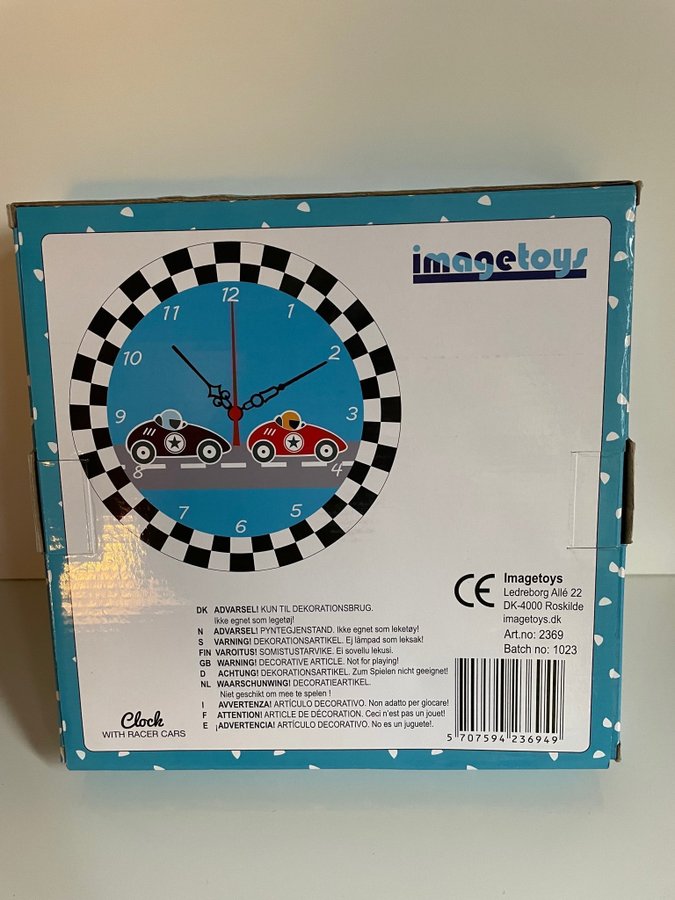 imagetoys
12
11
1
10
2
9
3
8
4
7
5
6
CE
Imagetoys
Ledreborg Allé 22
DK-4000 Roskilde
imagetoys.dk
Art.no: 2369
Batch no: 1023
DK ADVARSEL! KUN TIL DEKORATIONSBRUG.
Ikke egnet som legetøj!
N ADVARSEL! PYNTEGJENSTAND. Ikke egnet som leketøy!
S VARNING! DEKORATIONSARTIKEL. Ej låmpad som leksak!
FIN VAROITUS! SOMISTUSTARVIKE. Ei sovellu lekusi.
GB WARNING! DECORATIVE ARTICLE. Not for playing!
D ACHTUNG! DEKORATIONSARTIKEL. Zum Spielen nicht geeignet!
NL WAARSCHUNWING! DECORATIEARTIKEL.
Niet geschikt om mee te spelen !
I AVVERTENZA! ARTÍCULO DECORATIVO. Non adatto per giocare!
F ATTENTION! ARTICLE DE DÉCORATION. Ceci n'est pas un jouet!
E ¡ADVERTENCIA! ARTÍCULO DECORATIVO. No es un juguete!.
Clock
WITH RACER CARS
5 707594 236949